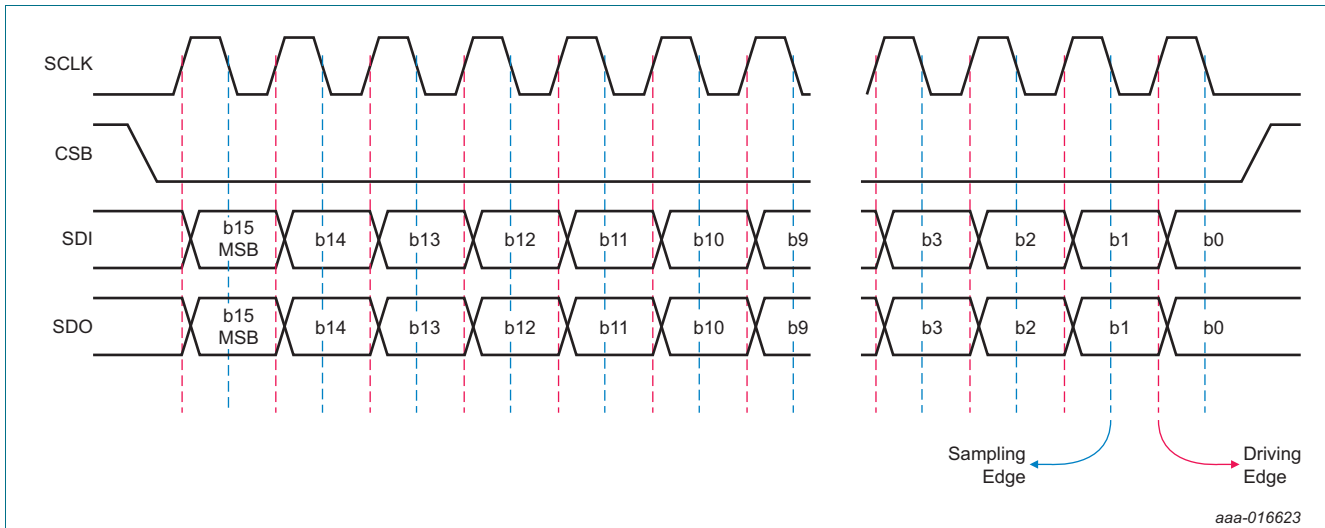 SCLK
CSB
SDI
b15
MSB
b14
b13
b12
b11
b10
b9
b3
b2
b1
b0
SDO
b15
MSB
b14
b13
b12
b11
b10
b9
b3
b2
b1
b0
Sampling
Edge
Driving
Edge
aaa-016623